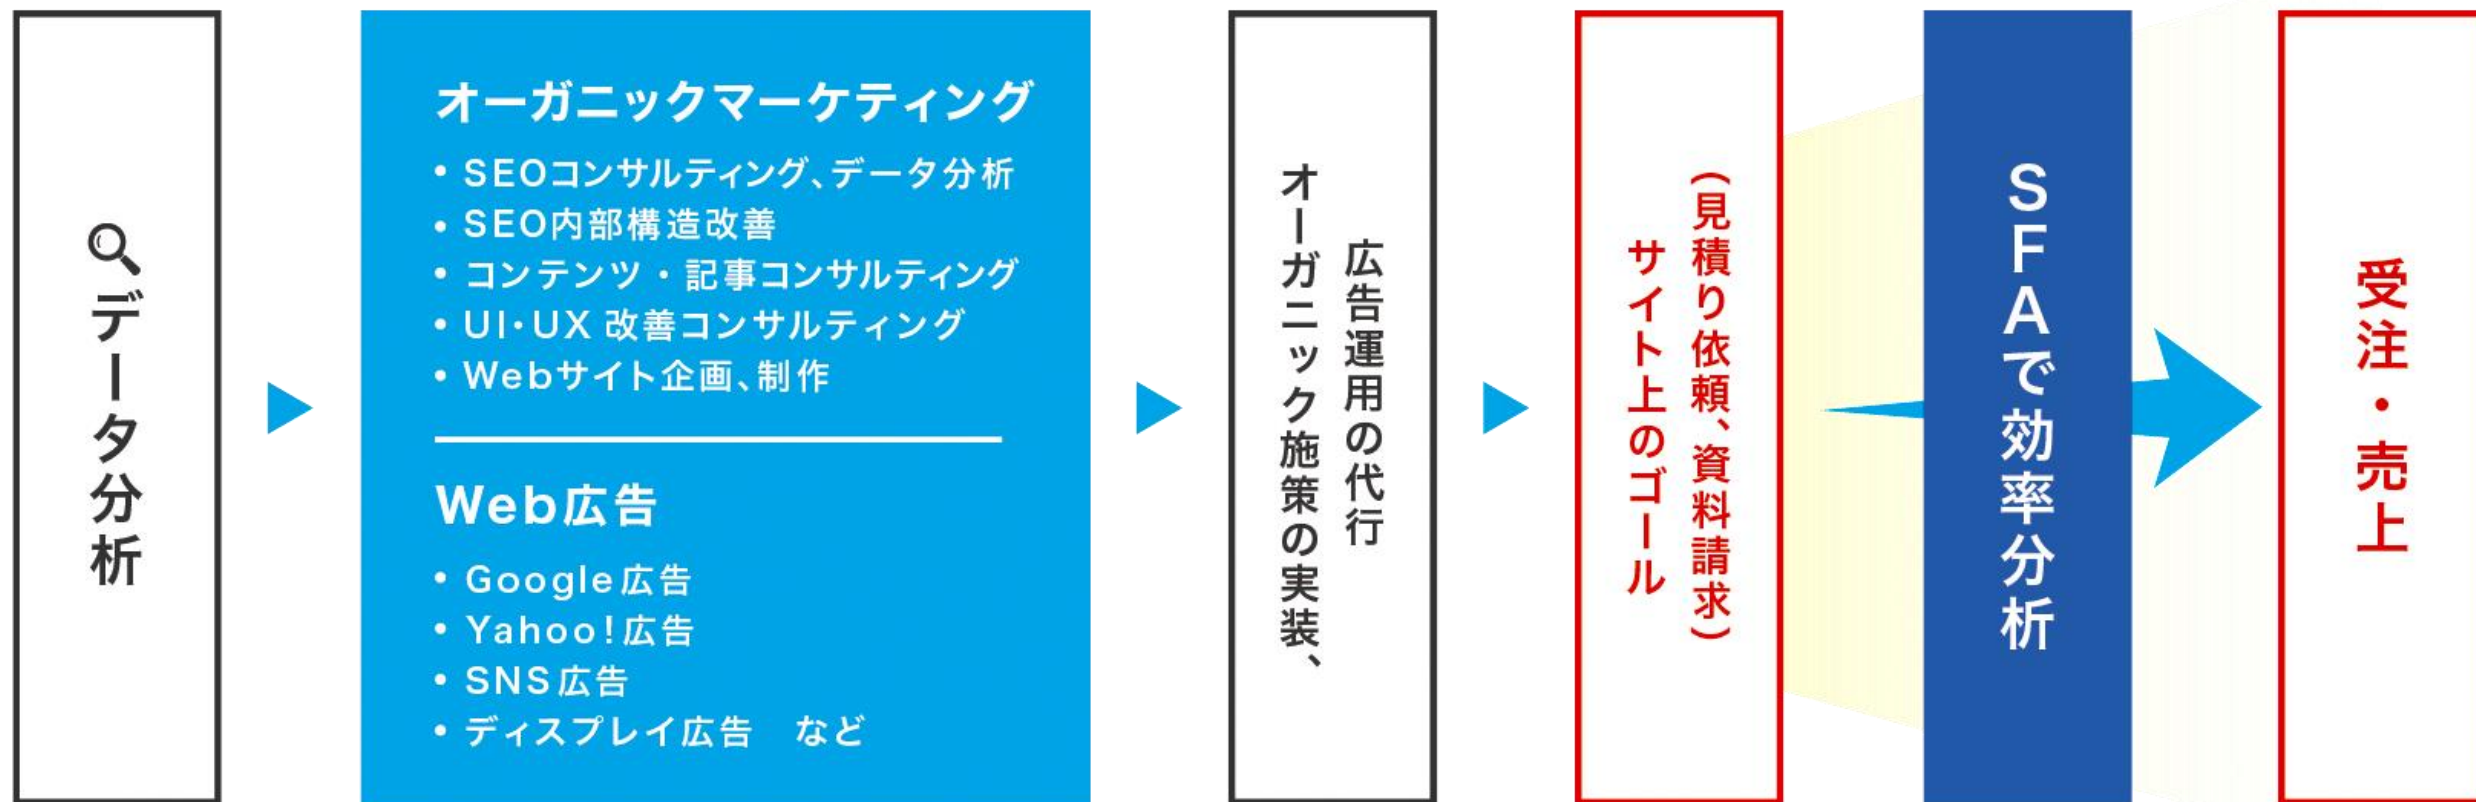 データ分析
オーガニックマーケティング
• SEOコンサルティング、データ分析
• SEO内部構造改善
• コンテンツ・記事コンサルティング
• UI・UX 改善コンサルティング
• Webサイト企画、制作
Web広告
• Google広告
• Yahoo!広告
• SNS広告
• ディスプレイ広告　など
オーガニック施策の実装、
広告運用の代行
サイト上のゴール
（見積り依頼、資料請求）
SFAで効率分析
受注・売上